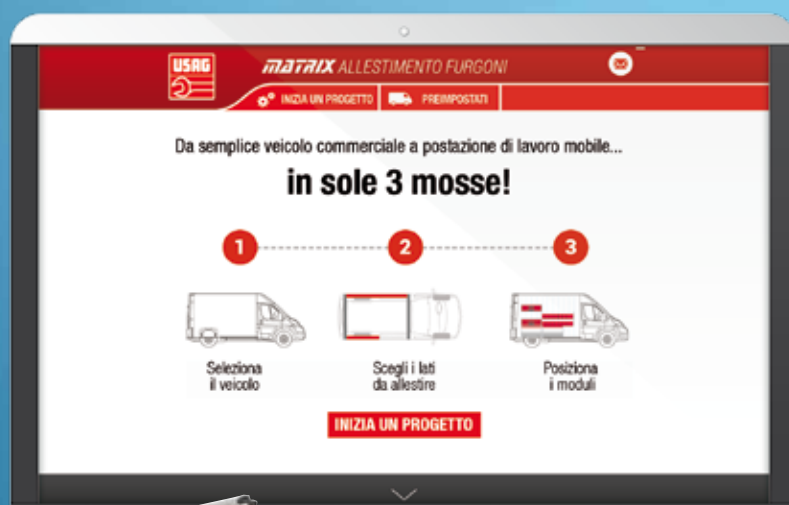 USAG
MATRIX ALLESTIMENTO FURGONI
INIZIA UN PROGETTO
PREIMPOSTATI
Da semplice veicolo commerciale a postazione di lavoro mobile...
in sole 3 mosse!
1
2
3
Seleziona
il veicolo
Scegli i lati
da allestire
Posiziona
i moduli
INIZIA UN PROGETTO